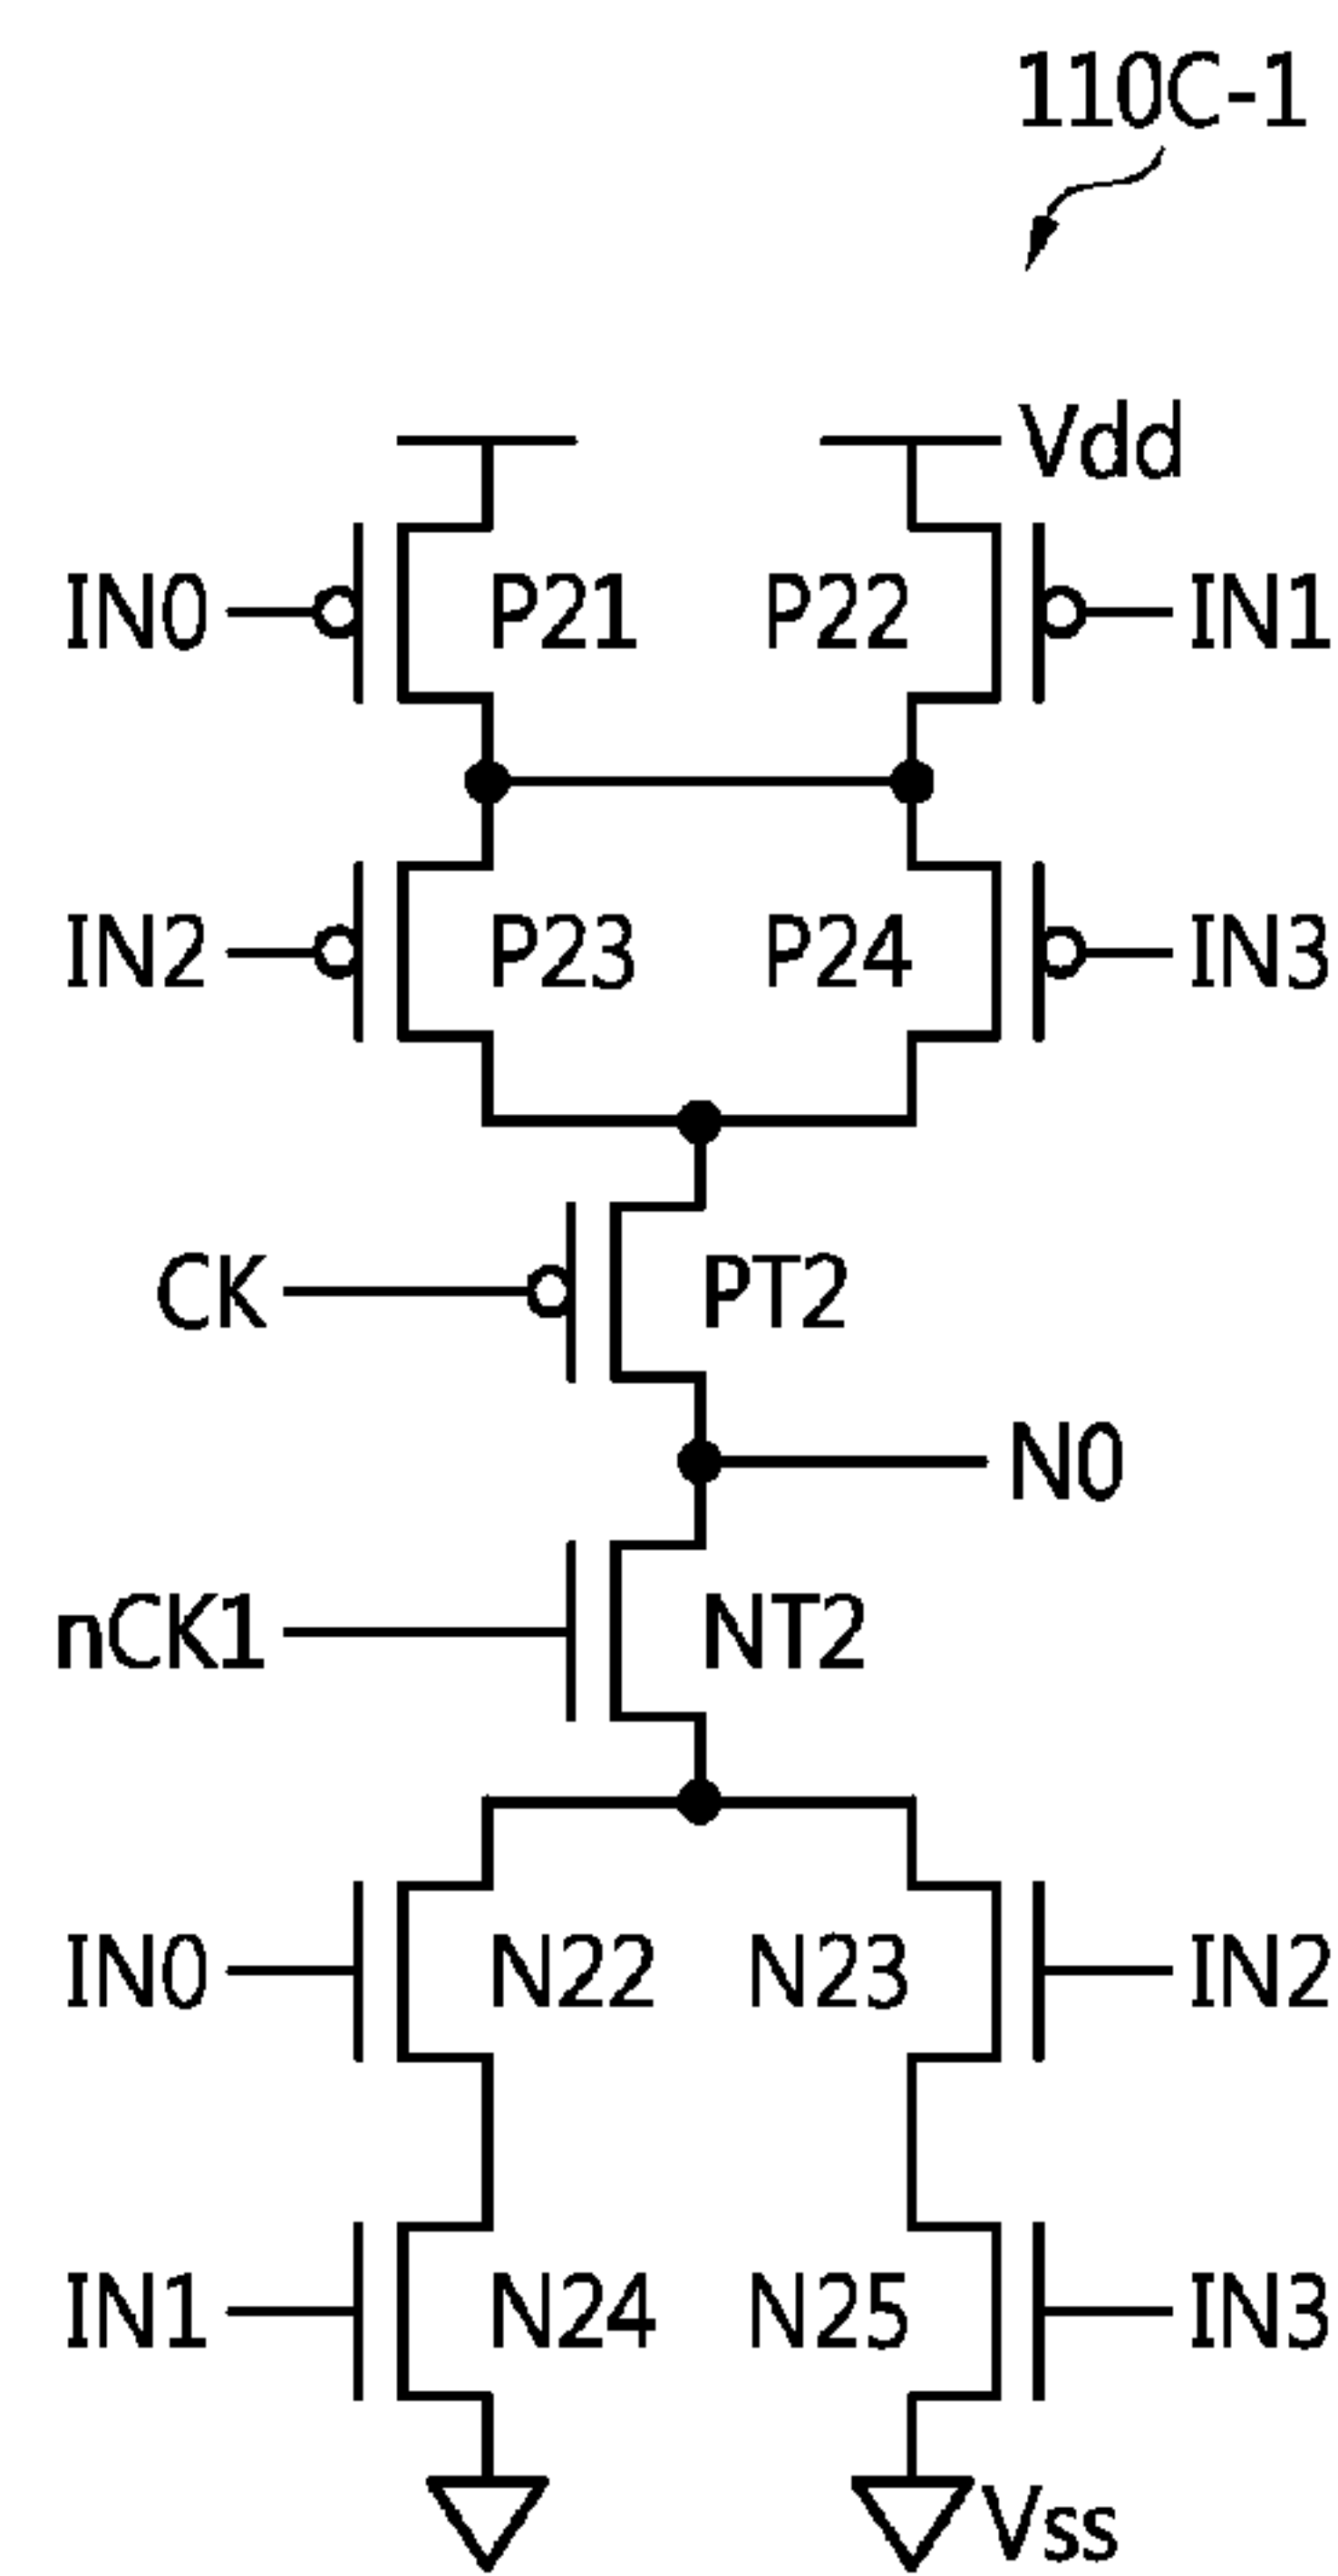 110C-1
Vdd
IN0 P21 P22 IN1
IN2 P23 P24 IN3
CK PT2
N0
nCK1 NT2
IN0 N22 N23 IN2
IN1 N24 N25 IN3
Vss